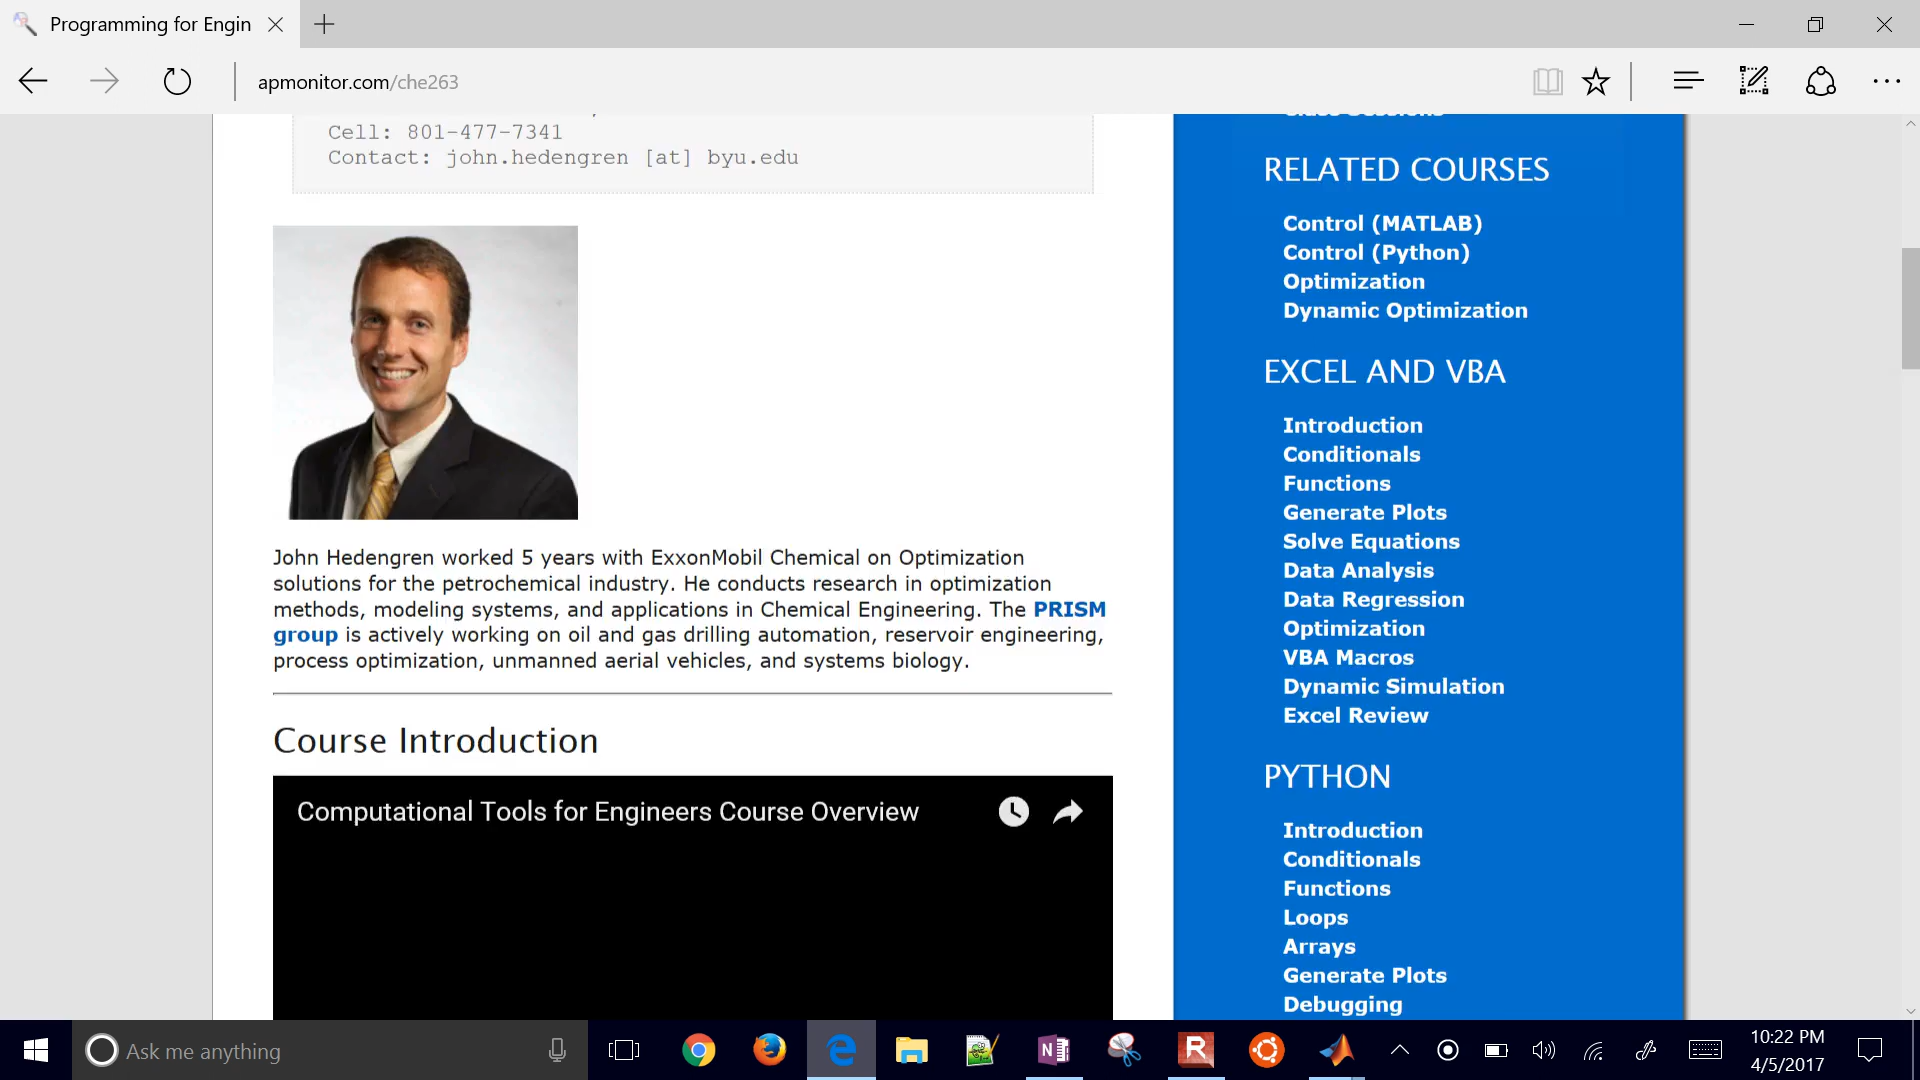 Programming for Engin
apmonitor.com/che263
Cell: 801-477-7341
Contact: john.hedengren [at] byu.edu
John Hedengren worked 5 years with ExxonMobil Chemical on Optimization
solutions for the petrochemical industry. He conducts research in optimization
methods, modeling systems, and applications in Chemical Engineering. The PRISM
group is actively working on oil and gas drilling automation, reservoir engineering,
process optimization, unmanned aerial vehicles, and systems biology.
Course Introduction
Computational Tools for Engineers Course Overview
Class Sessions
RELATED COURSES
Control (MATLAB)
Control (Python)
Optimization
Dynamic Optimization
EXCEL AND VBA
Introduction
Conditionals
Functions
Generate Plots
Solve Equations
Data Analysis
Data Regression
Optimization
VBA Macros
Dynamic Simulation
Excel Review
PYTHON
Introduction
Conditionals
Functions
Loops
Arrays
Generate Plots
Debugging
Ask me anything
N
R
10:22 PM
4/5/2017